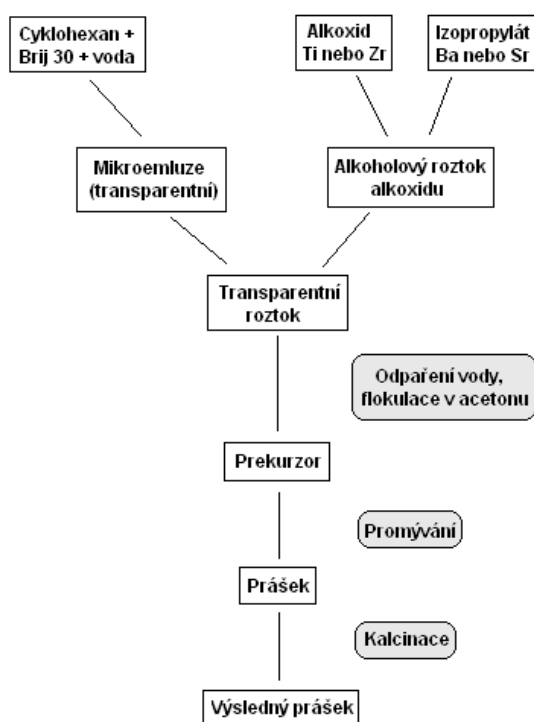 Cyklohexan +
Brij 30 + voda
Alkoxid
Ti nebo Zr
Izopropylát
Ba nebo Sr
Mikroemluze
(transparentní)
Alkoholový roztok
alkoxidu
Transparentní
roztok
Odpaření vody,
flokulace v acetonu
Prekurzor
Promývání
Prášek
Kalcinace
Výsledný prášek